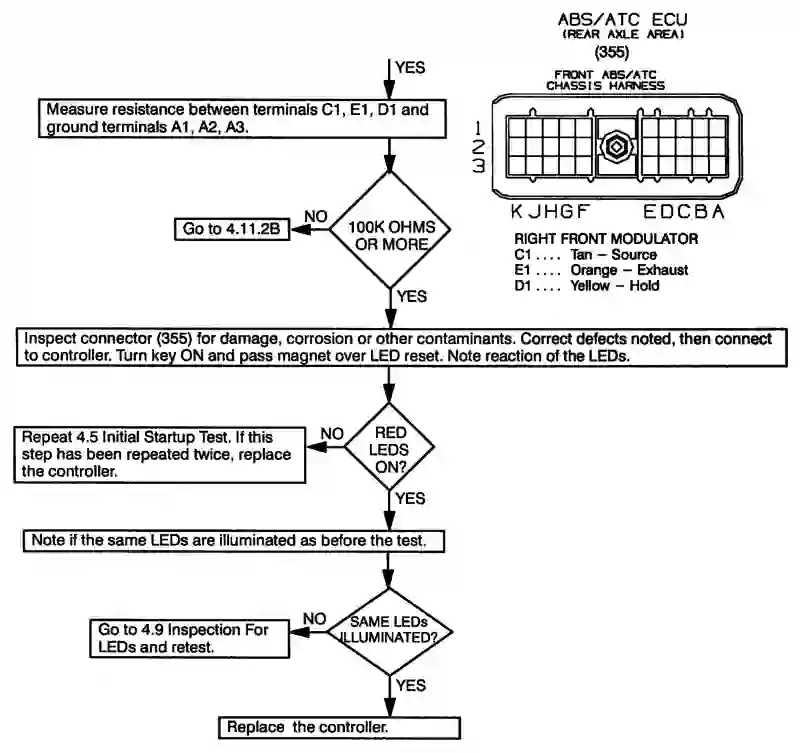 ABS/ATC ECU
(REAR AXLE AREA)
(355)
FRONT ABS/ATC
CHASSIS HARNESS
1
2
3
K J H G F
E D C B A
RIGHT FRONT MODULATOR
C1 .... Tan – Source
E1 .... Orange – Exhaust
D1 .... Yellow – Hold
YES
Measure resistance between terminals C1, E1, D1 and
ground terminals A1, A2, A3.
100K OHMS
OR MORE
NO
Go to 4.11.2B
YES
Inspect connector (355) for damage, corrosion or other contaminants. Correct defects noted, then connect
to controller. Turn key ON and pass magnet over LED reset. Note reaction of the LEDs.
RED
LEDS
ON?
NO
Repeat 4.5 Initial Startup Test. If this
step has been repeated twice, replace
the controller.
YES
Note if the same LEDs are illuminated as before the test.
SAME LEDs
ILLUMINATED?
NO
Go to 4.9 Inspection For
LEDs and retest.
YES
Replace the controller.